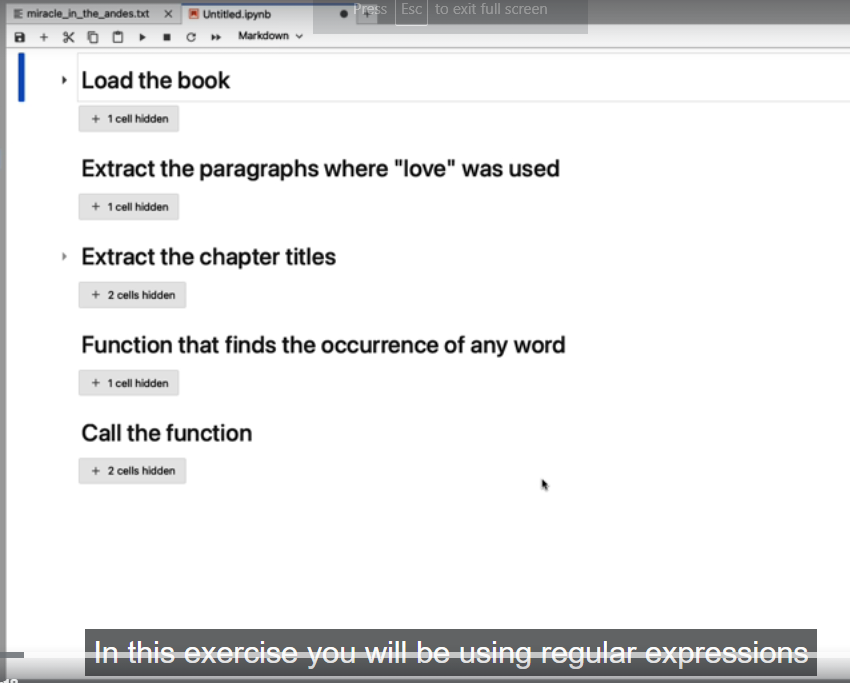 miracle_in_the_andes.txt
Untitled.ipynb
Press Esc to exit full screen
Markdown
Load the book
+ 1 cell hidden
Extract the paragraphs where "love" was used
+ 1 cell hidden
Extract the chapter titles
+ 2 cells hidden
Function that finds the occurrence of any word
+ 1 cell hidden
Call the function
+ 2 cells hidden
In this exercise you will be using regular expressions